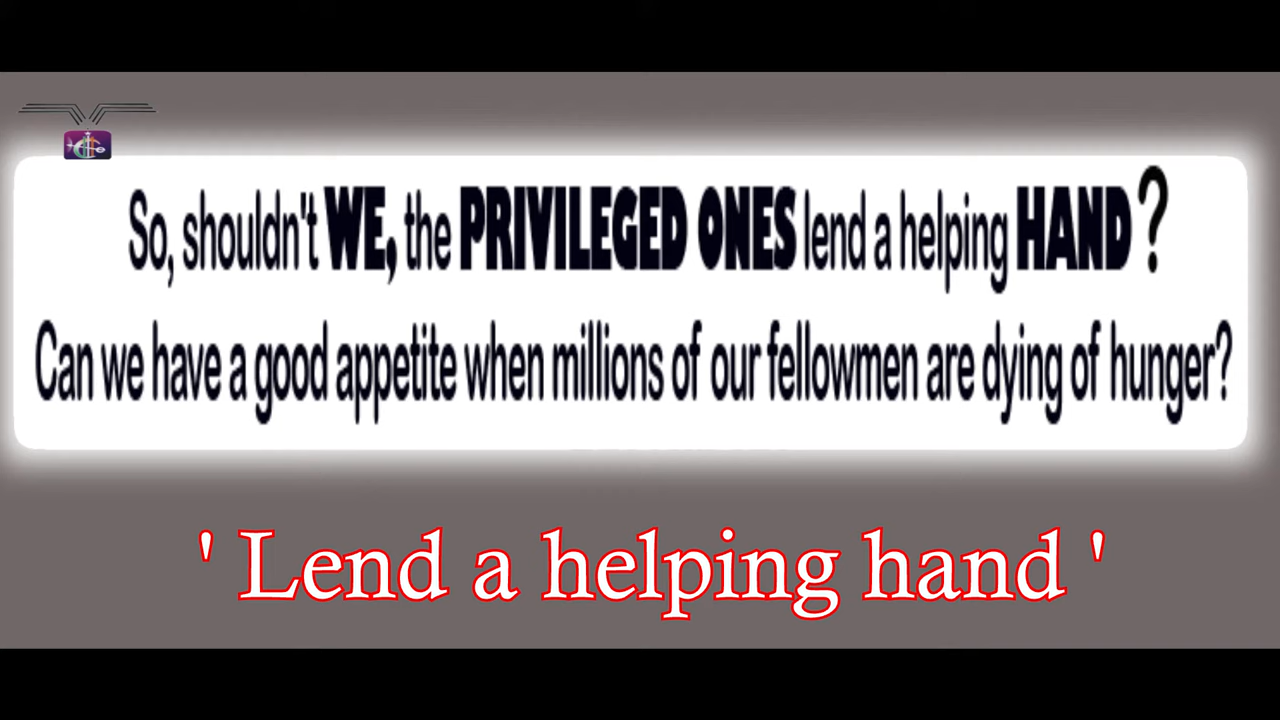 So, shouldn't WE, the PRIVILEGED ONES lend a helping HAND?
Can we have a good appetite when millions of our fellowmen are dying of hunger?
' Lend a helping hand '